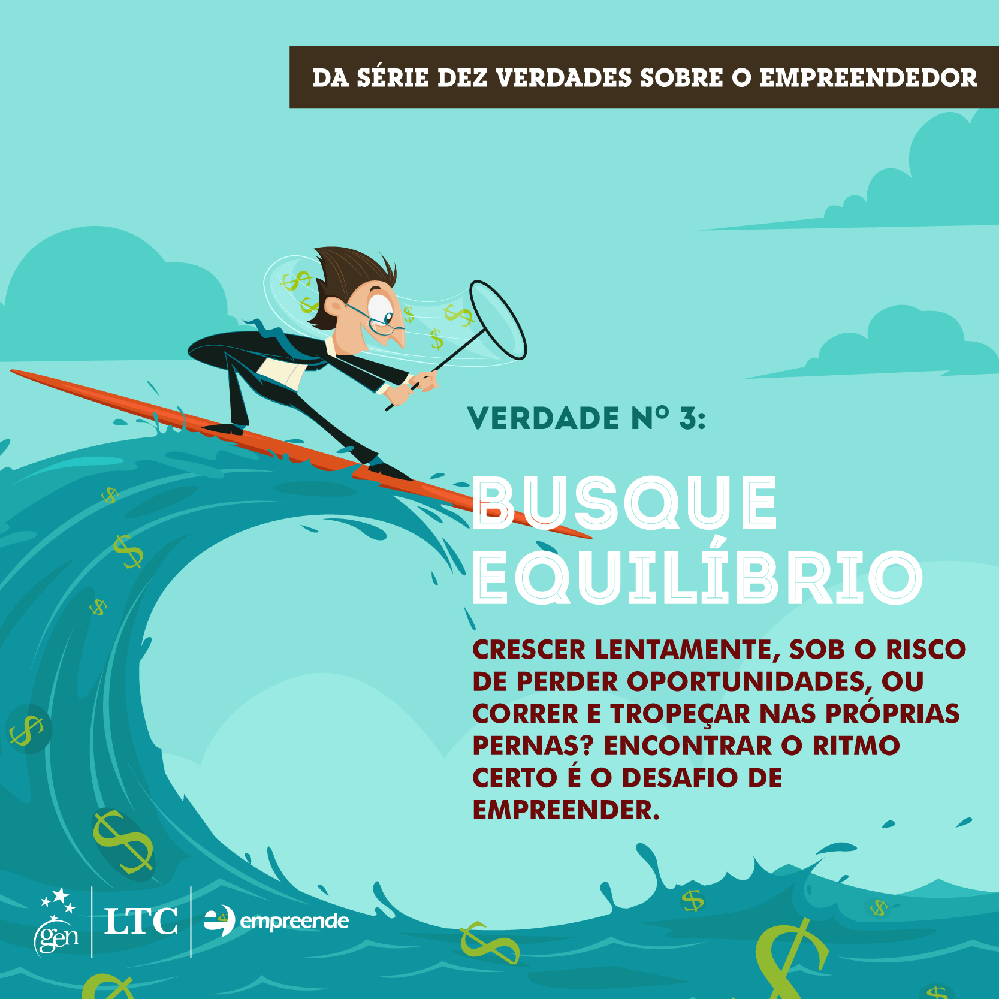 DA SÉRIE DEZ VERDADES SOBRE O EMPREENDEDOR
VERDADE Nº 3:
BUSQUE
EQUILÍBRIO
CRESCER LENTAMENTE, SOB O RISCO
DE PERDER OPORTUNIDADES, OU
CORRER E TROPEÇAR NAS PRÓPRIAS
PERNAS? ENCONTRAR O RITMO
CERTO É O DESAFIO DE
EMPREENDER.
gen
LTC
empreende